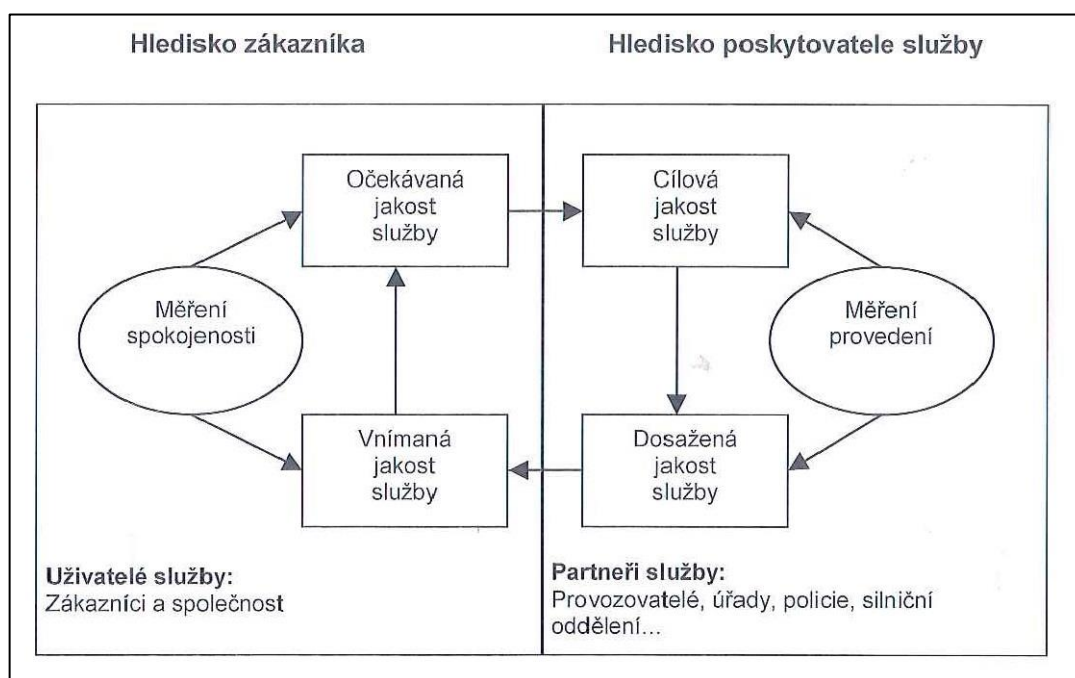 Hledisko zákazníka
Hledisko poskytovatele služby
Očekávaná
jakost
služby
Cílová
jakost
služby
Měření
spokojenosti
Měření
provedení
Vnímaná
jakost
služby
Dosažená
jakost
služby
Uživatelé služby:
Zákazníci a společnost
Partneři služby:
Provozovatelé, úřady, policie, silniční
oddělení...